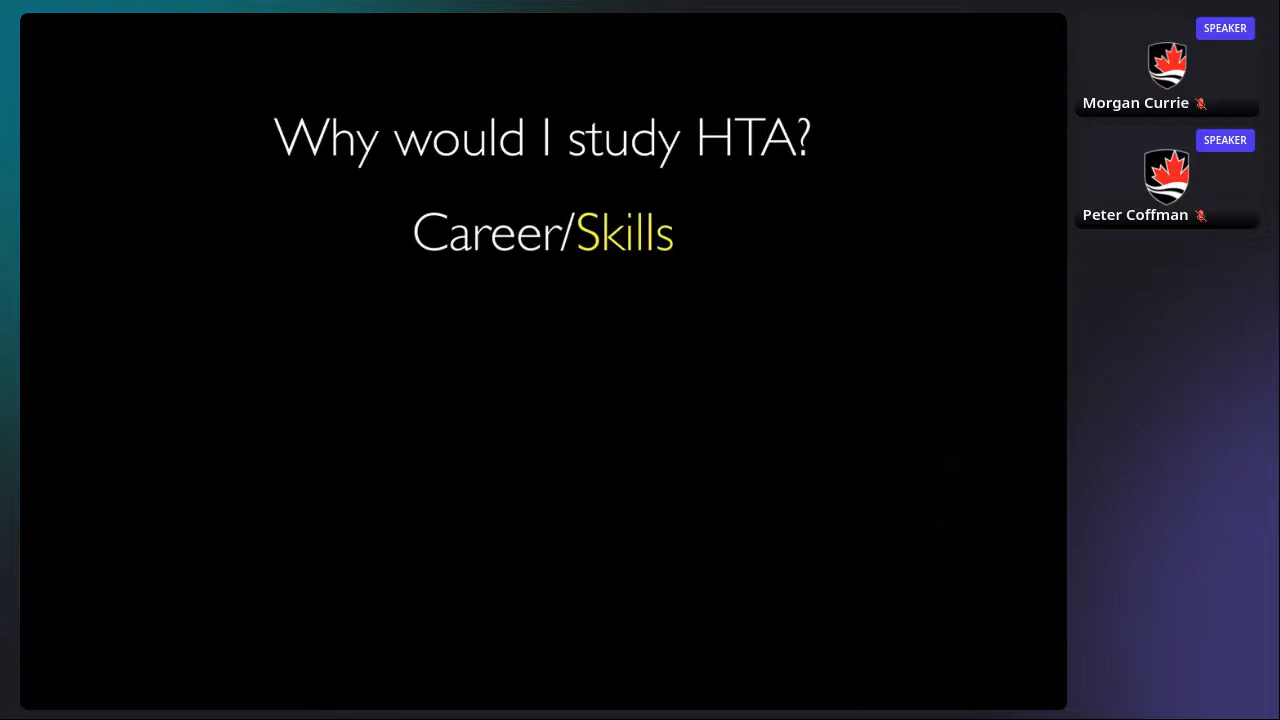 Why would I study HTA?
Career/Skills
SPEAKER
Morgan Currie
SPEAKER
Peter Coffman